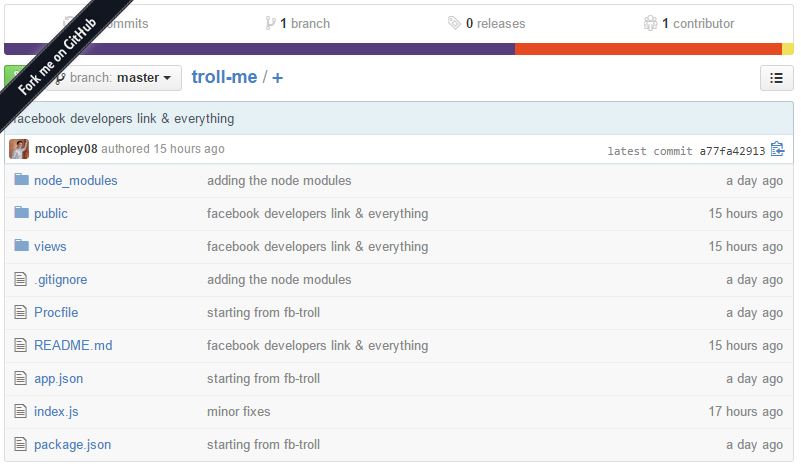 commits 1 branch 0 releases 1 contributor
Fork me on GitHub
branch: master troll-me / +
facebook developers link & everything
mcopley08 authored 15 hours ago latest commit a77fa42913
node_modules adding the node modules a day ago
public facebook developers link & everything 15 hours ago
views facebook developers link & everything 15 hours ago
.gitignore adding the node modules a day ago
Procfile starting from fb-troll a day ago
README.md facebook developers link & everything 15 hours ago
app.json starting from fb-troll a day ago
index.js minor fixes 17 hours ago
package.json starting from fb-troll a day ago